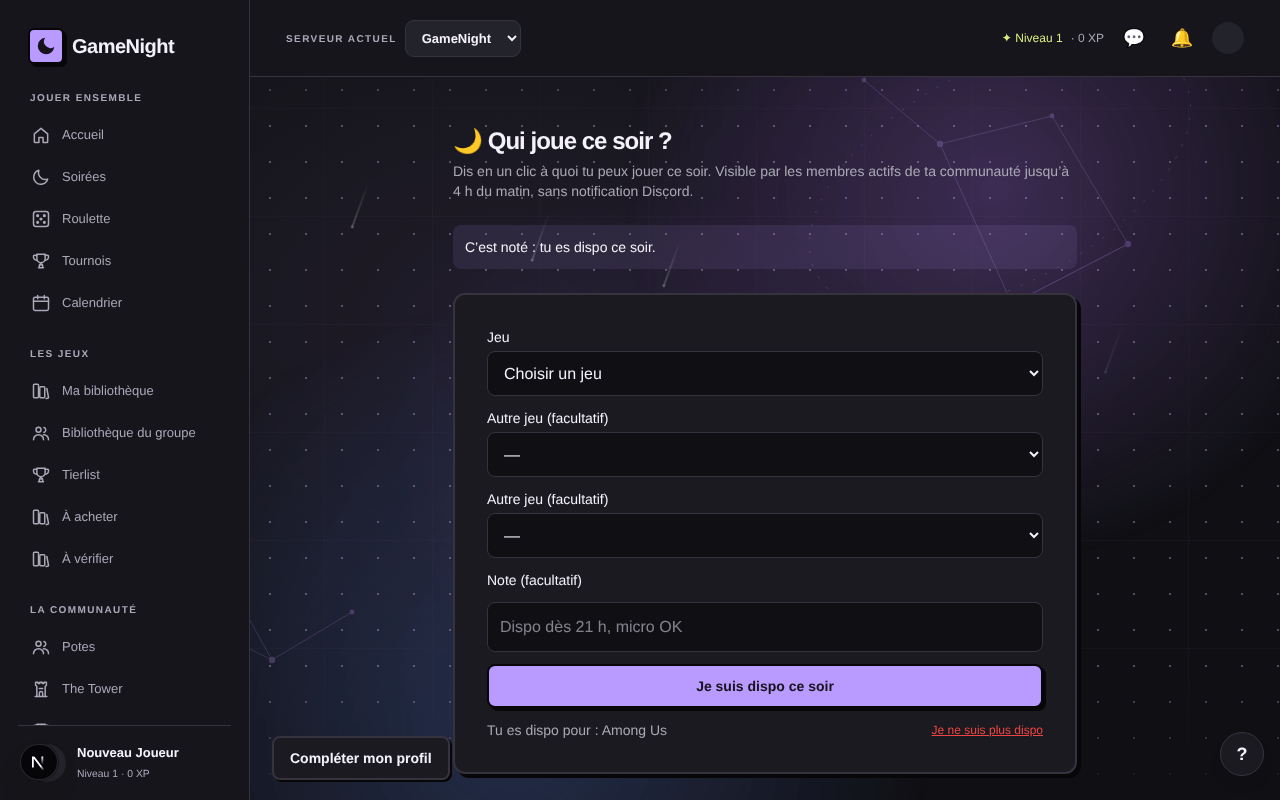 GameNight
JOUER ENSEMBLE
Accueil
Soirées
Roulette
Tournois
Calendrier
LES JEUX
Ma bibliothèque
Bibliothèque du groupe
Tierlist
À acheter
À vérifier
LA COMMUNAUTÉ
Potes
The Tower
N
Nouveau Joueur
Niveau 1 · 0 XP
SERVEUR ACTUEL
GameNight
✦ Niveau 1 · 0 XP
🌙 Qui joue ce soir ?
Dis en un clic à quoi tu peux jouer ce soir. Visible par les membres actifs de ta communauté jusqu’à
4 h du matin, sans notification Discord.
C’est noté : tu es dispo ce soir.
Jeu
Choisir un jeu
Autre jeu (facultatif)
—
Autre jeu (facultatif)
—
Note (facultatif)
Dispo dès 21 h, micro OK
Je suis dispo ce soir
Tu es dispo pour : Among Us
Je ne suis plus dispo
Compléter mon profil
?